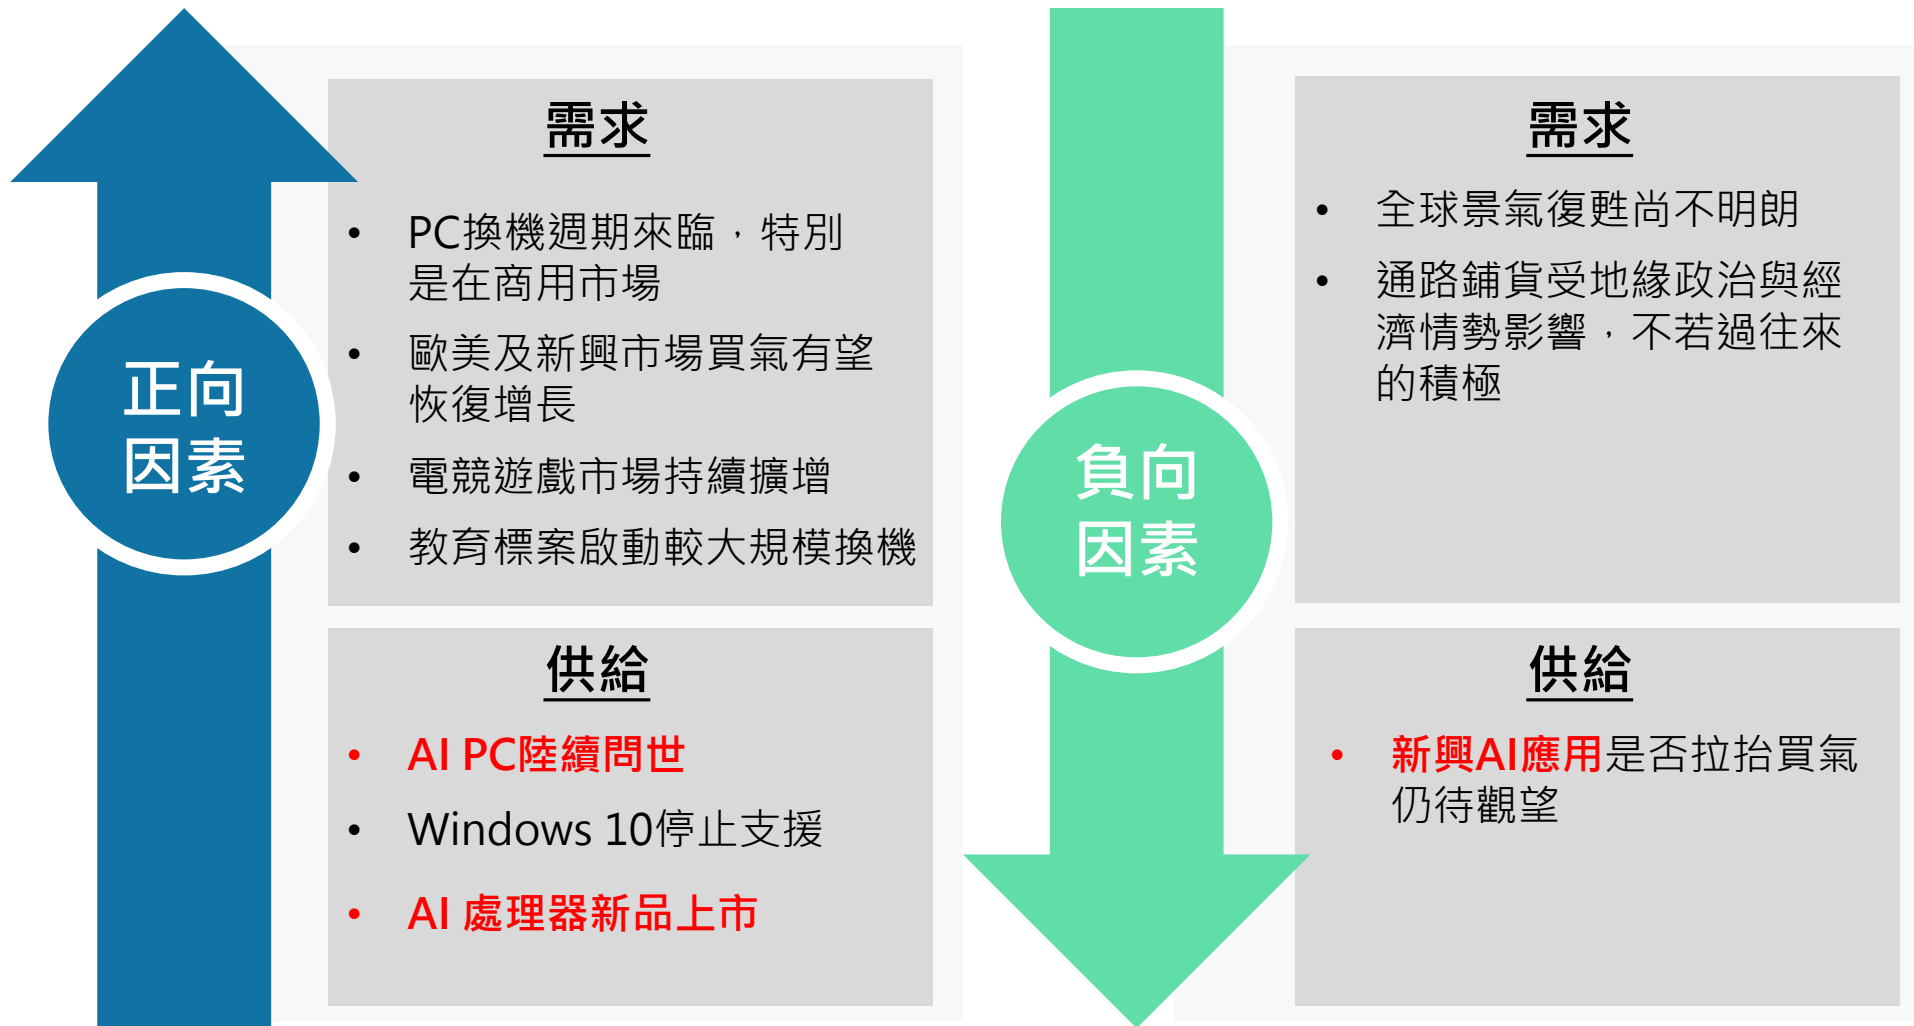 正向
因素
需求
• PC換機週期來臨，特別
是在商用市場
• 歐美及新興市場買氣有望
恢復增長
• 電競遊戲市場持續擴增
• 教育標案啟動較大規模換機
供給
• AI PC陸續問世
• Windows 10停止支援
• AI 處理器新品上市
負向
因素
需求
• 全球景氣復甦尚不明朗
• 通路鋪貨受地緣政治與經
濟情勢影響，不若過往來
的積極
供給
• 新興AI應用是否拉抬買氣
仍待觀望